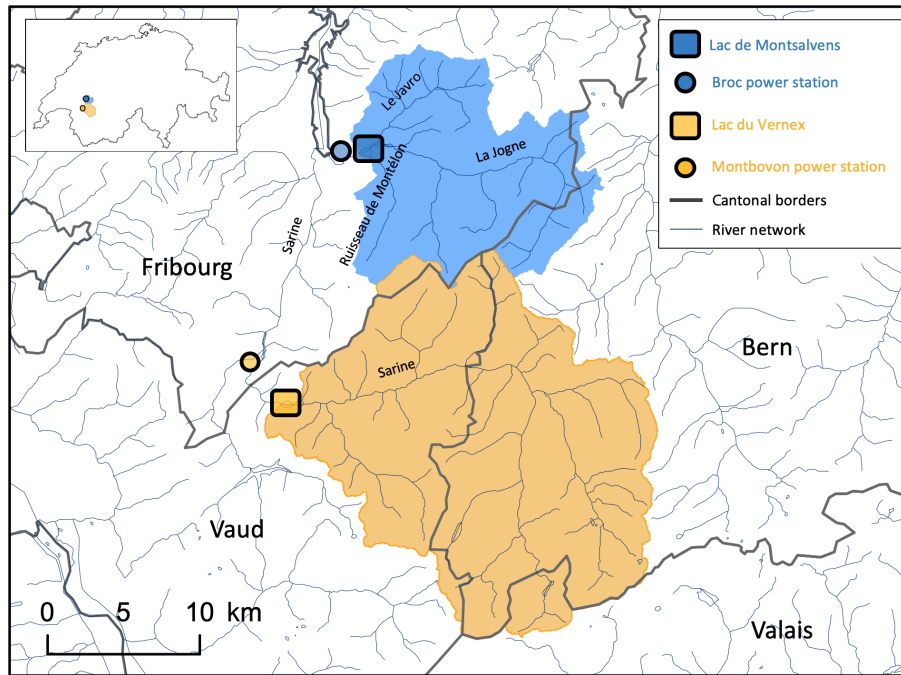 Lac de Montsalvens
Broc power station
Lac du Vernex
Montbovon power station
Cantonal borders
River network
Le Javro
La Jogne
Ruisseau de Montélon
Sarine
Fribourg
Sarine
Bern
Vaud
0 5 10 km
Valais